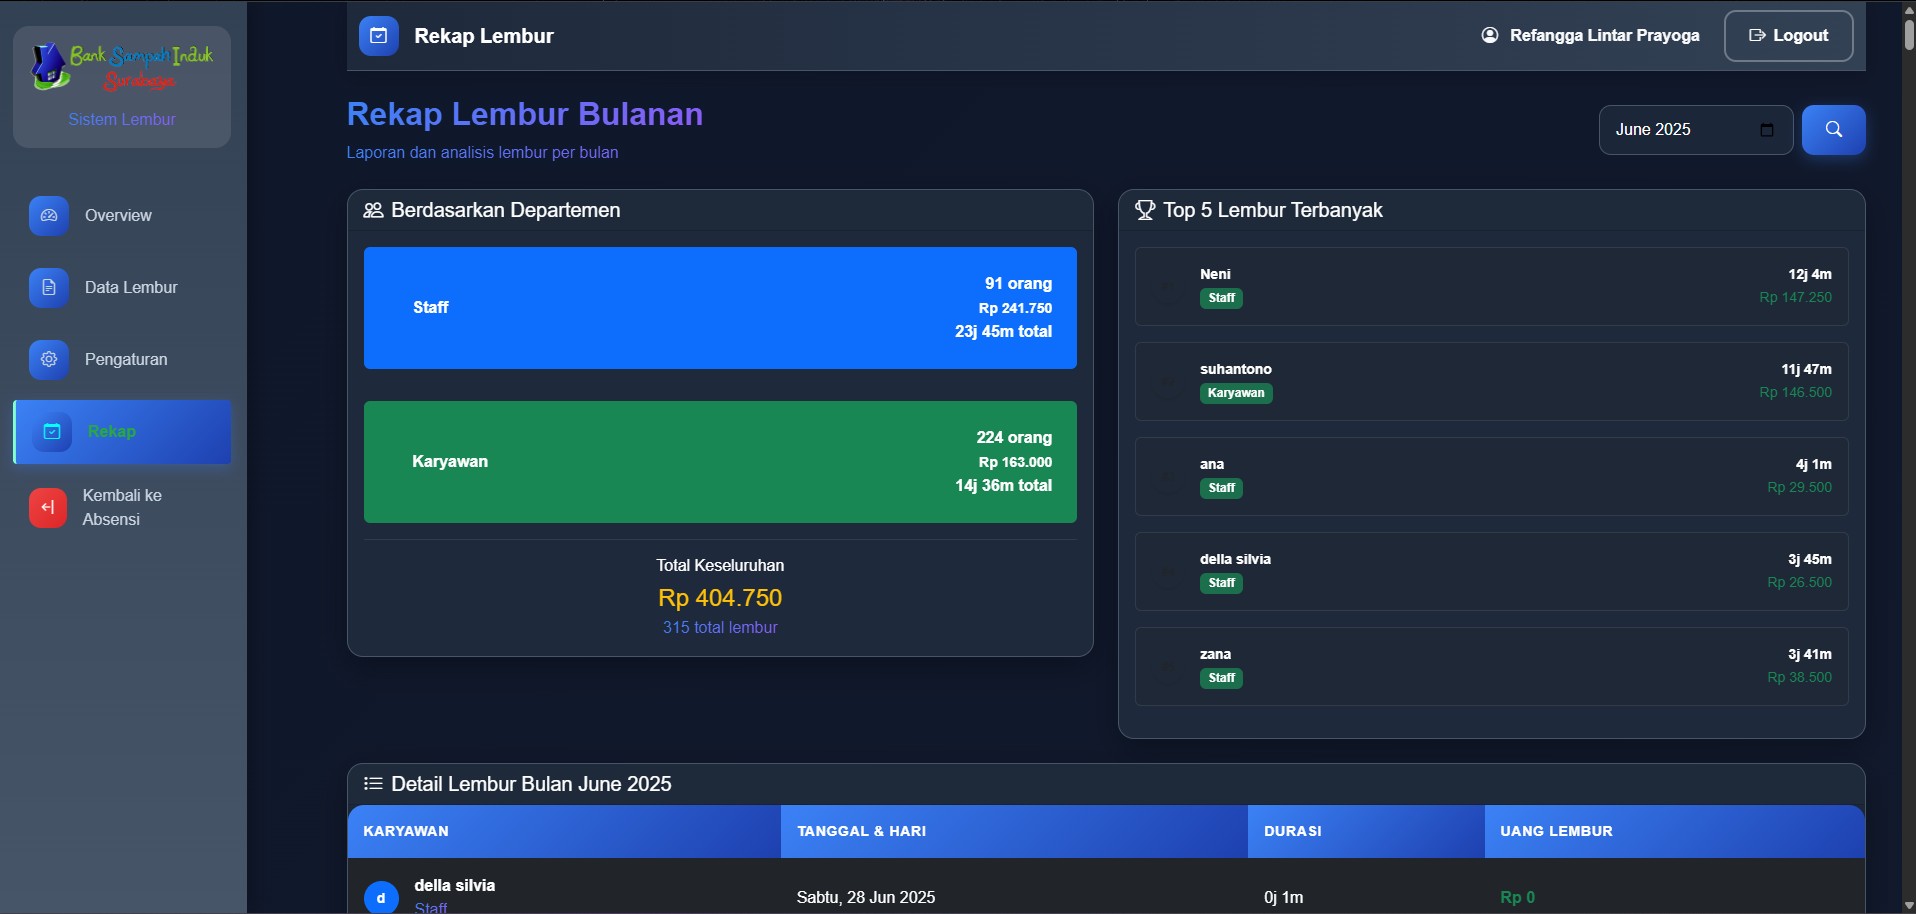 Bank Sampah Induk
Surabaya
Sistem Lembur
Overview
Data Lembur
Pengaturan
Rekap
Kembali ke
Absensi
Rekap Lembur
Refangga Lintar Prayoga
Logout
Rekap Lembur Bulanan
Laporan dan analisis lembur per bulan
June 2025
Berdasarkan Departemen
Staff
91 orang
Rp 241.750
23j 45m total
Karyawan
224 orang
Rp 163.000
14j 36m total
Total Keseluruhan
Rp 404.750
315 total lembur
Top 5 Lembur Terbanyak
Neni
12j 4m
Staff
Rp 147.250
suhantono
11j 47m
Karyawan
Rp 146.500
ana
4j 1m
Staff
Rp 29.500
della silvia
3j 45m
Staff
Rp 26.500
zana
3j 41m
Staff
Rp 38.500
Detail Lembur Bulan June 2025
KARYAWAN TANGGAL & HARI DURASI UANG LEMBUR
d della silvia Sabtu, 28 Jun 2025 0j 1m Rp 0
Staff